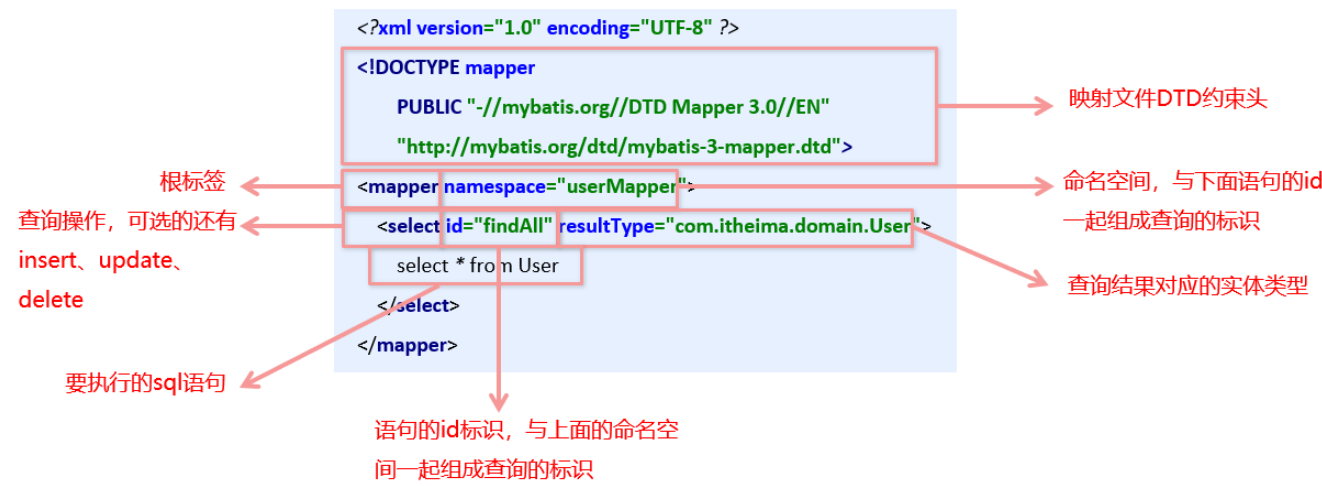 <?xml version="1.0" encoding="UTF-8" ?>
<!DOCTYPE mapper
PUBLIC "-//mybatis.org//DTD Mapper 3.0//EN"
"http://mybatis.org/dtd/mybatis-3-mapper.dtd">
<mapper namespace="userMapper">
<select id="findAll" resultType="com.itheima.domain.User">
select * from User
</select>
</mapper>
映射文件DTD约束头
根标签
命名空间，与下面语句的id
一起组成查询的标识
查询操作，可选的还有
insert、update、
delete
查询结果对应的实体类型
要执行的sql语句
语句的id标识，与上面的命名空
间一起组成查询的标识